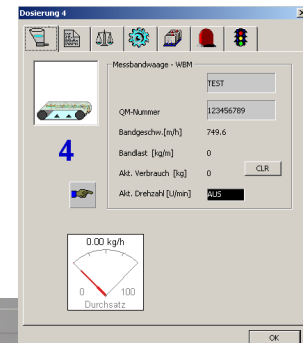 Dosierung 4
Messbandwaage - WBM
TEST
QM-Nummer 123456789
Bandgeschw.[m/h] 749.6
Bandlast [kg/m] 0
Akt. Verbrauch [kg] 0 CLR
Akt. Drehzahl [U/min] AUS
4
0.00 kg/h
0 100
Durchsatz
OK